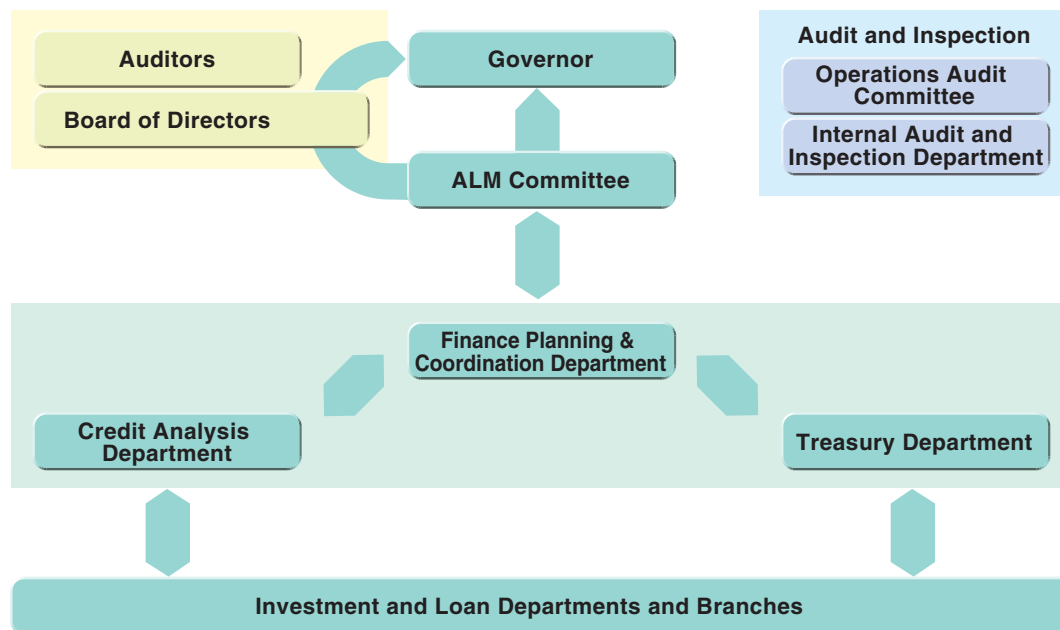 Auditors
Board of Directors
Governor
ALM Committee
Audit and Inspection
Operations Audit
Committee
Internal Audit and
Inspection Department
Finance Planning &
Coordination Department
Credit Analysis
Department
Treasury Department
Investment and Loan Departments and Branches